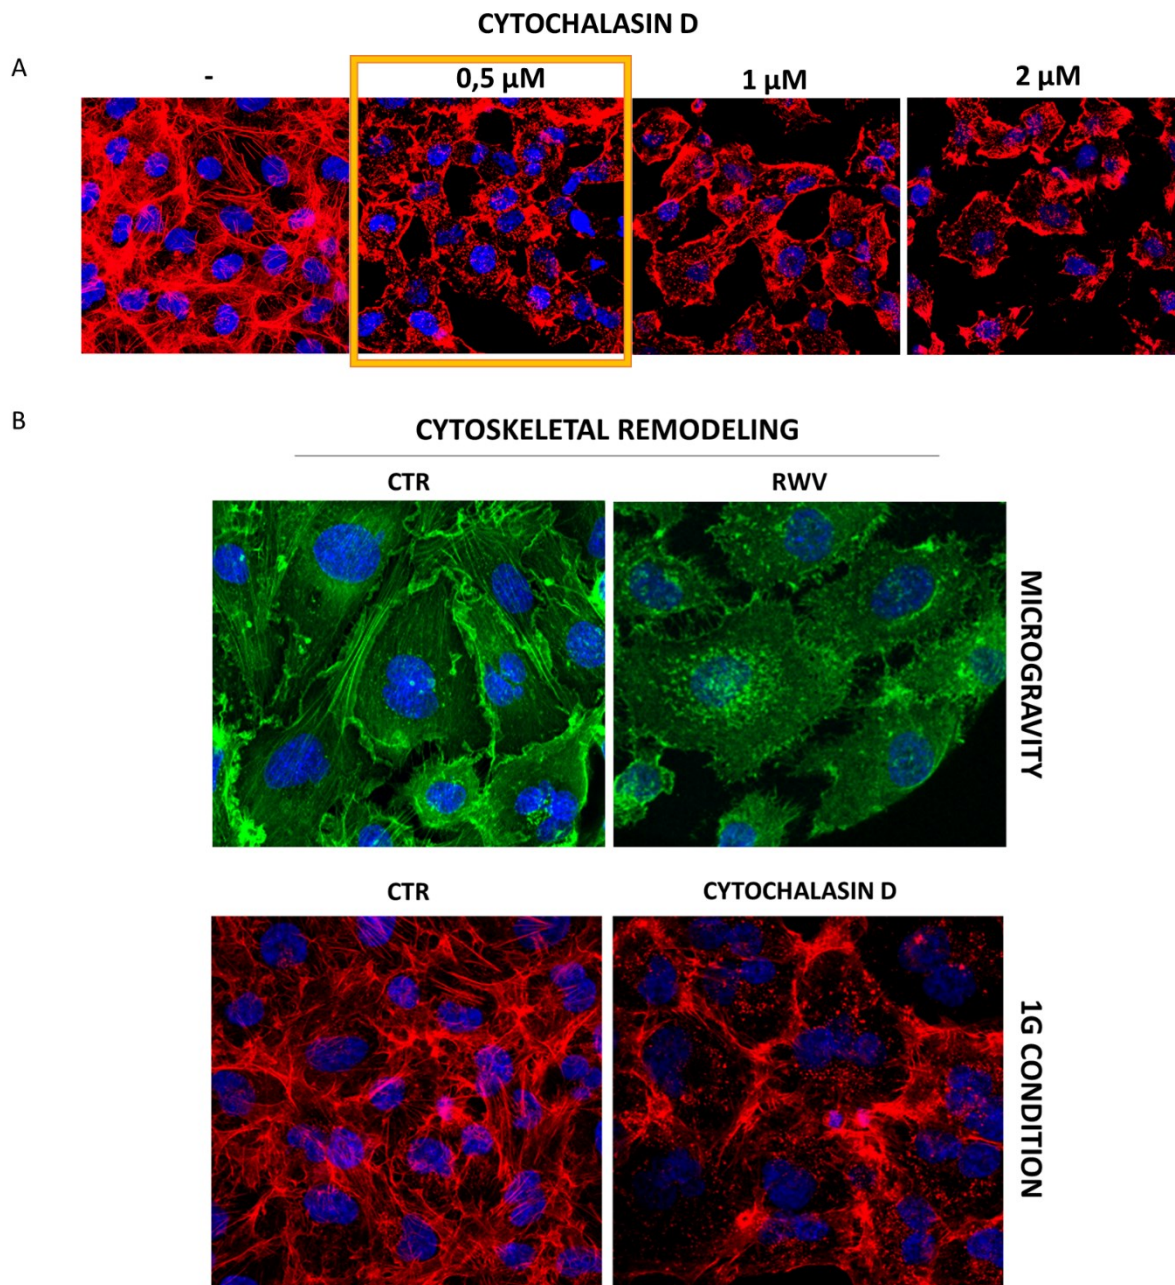 CYTOCHALASIN D
A
-
0,5 µM
1 µM
2 µM
B
CYTOSKELETAL REMODELING
CTR
RWV
MICROGRAVITY
CTR
CYTOCHALASIN D
1G CONDITION